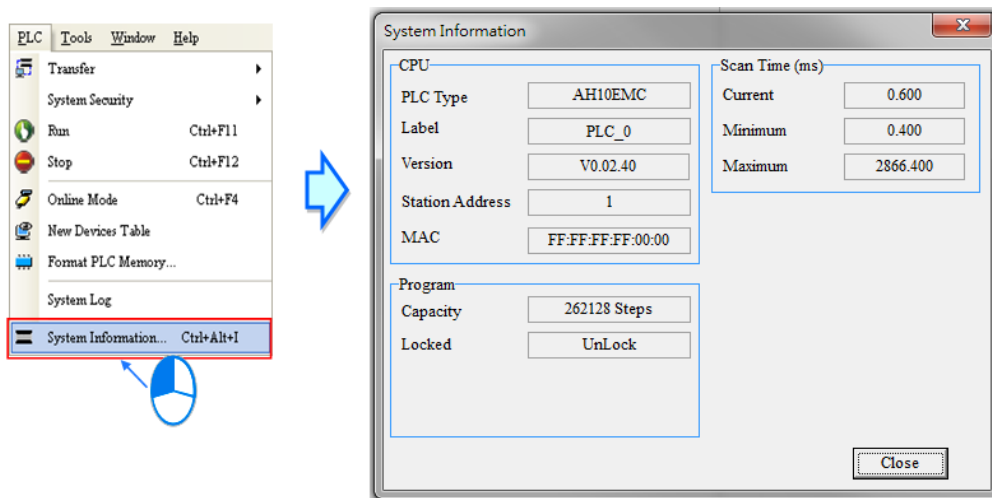 PLC Tools Window Help
Transfer
System Security
Run Ctrl+F11
Stop Ctrl+F12
Online Mode Ctrl+F4
New Devices Table
Format PLC Memory...
System Log
System Information... Ctrl+Alt+I
System Information
CPU
PLC Type AH10EMC
Label PLC_0
Version V0.02.40
Station Address 1
MAC FF:FF:FF:FF:00:00
Program
Capacity 262128 Steps
Locked UnLock
Scan Time (ms)
Current 0.600
Minimum 0.400
Maximum 2866.400
Close